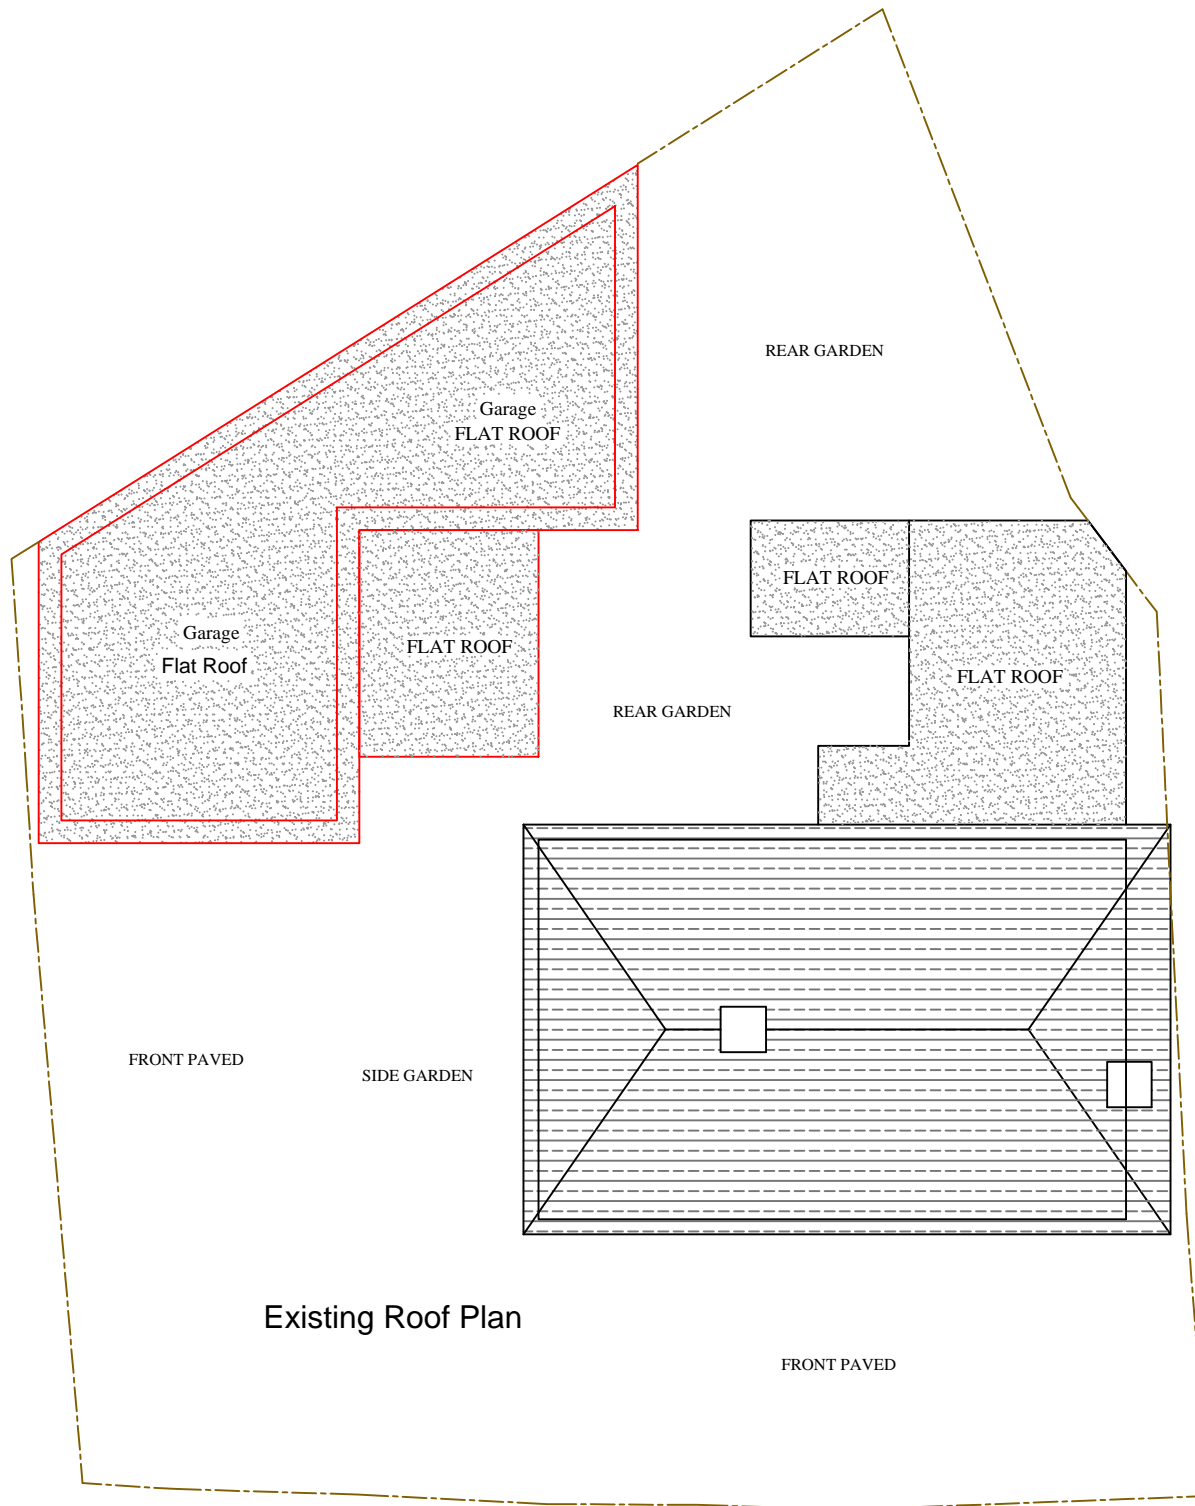 REAR GARDEN
Garage
FLAT ROOF
FLAT ROOF
Garage
Flat Roof
FLAT ROOF
FLAT ROOF
REAR GARDEN
FRONT PAVED
SIDE GARDEN
Existing Roof Plan
FRONT PAVED